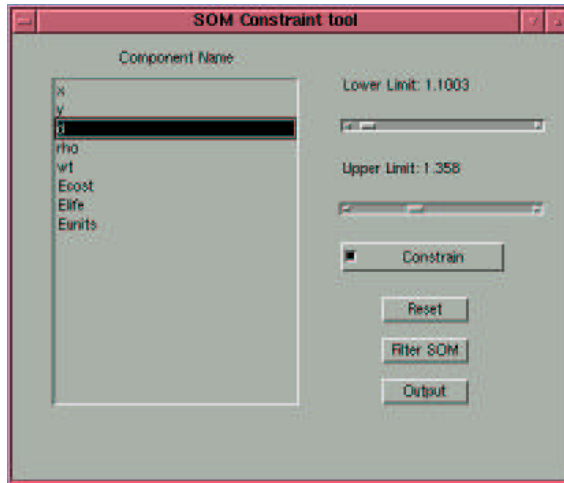 SOM Constraint tool
Component Name
x
y
rho
wt
Ecost
Elife
Eunits
Lower Limit: 1.1003
Upper Limit: 1.358
Constrain
Reset
Filter SOM
Output